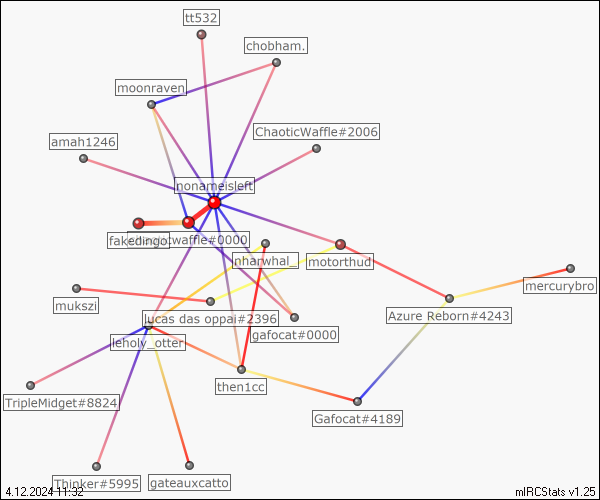 tt532
chobham.
moonraven
ChaoticWaffle#2006
amah1246
nonameisleft
fakedingo
waffle#0000
nharwhal_
motorthud
mercurybro
mukszi
Azure Reborn#4243
lucas das oppai#2396
gafocat#0000
leholy_otter
then1cc
TripleMidget#8824
Gafocat#4189
Thinker#5995
gateauxcatto
4.12.2024 11:32
mIRCStats v1.25